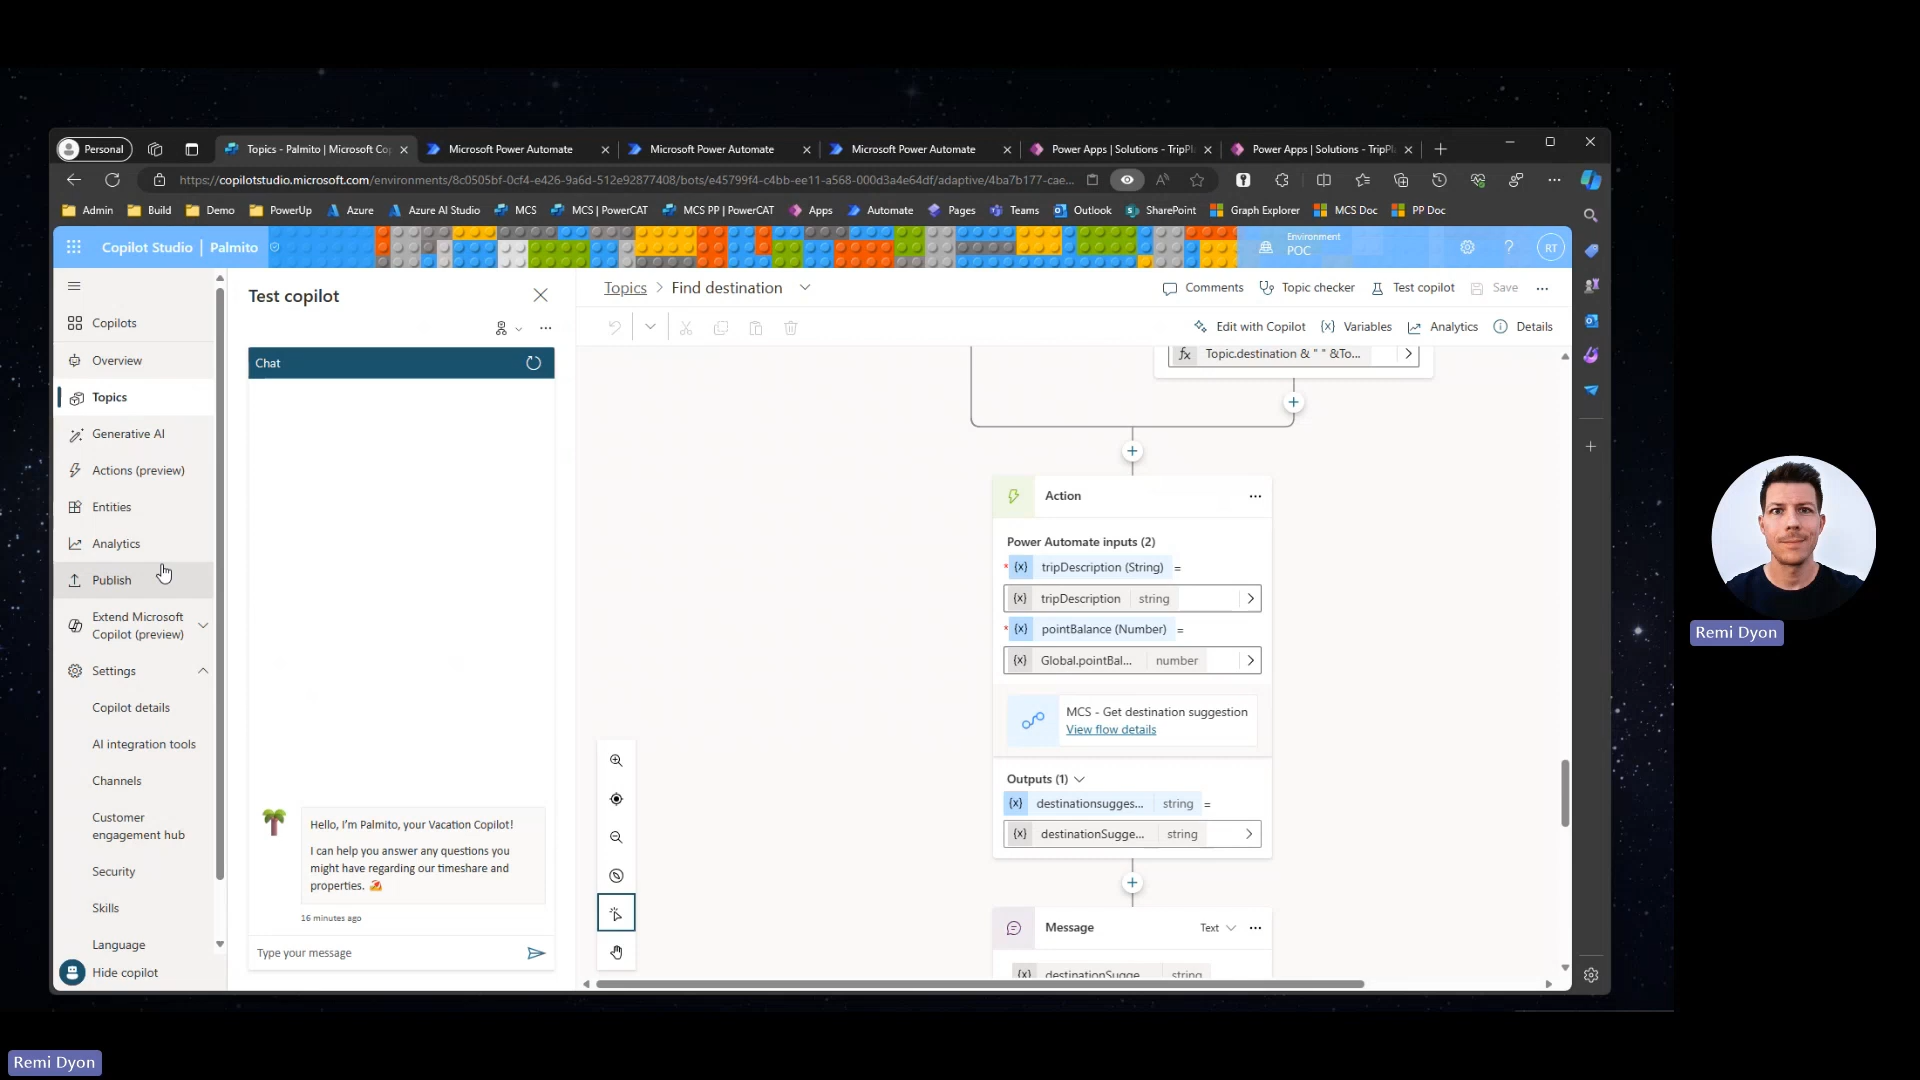 Personal
Topics - Palmito | Microsoft Co
Microsoft Power Automate
Microsoft Power Automate
Microsoft Power Automate
Power Apps | Solutions - TripPl
Power Apps | Solutions - TripPl
https://copilotstudio.microsoft.com/environments/8c0505bf-0cf4-e426-9a6d-512e92877408/bots/e45799f4-c4bb-ee11-a568-000d3a4e64df/adaptive/4ba7b177-cae...
Admin
Build
Demo
PowerUp
Azure
Azure AI Studio
MCS
MCS | PowerCAT
MCS PP | PowerCAT
Apps
Automate
Pages
Teams
Outlook
SharePoint
Graph Explorer
MCS Doc
PP Doc
Copilot Studio | Palmito
Environment
POC
?
RT
Copilots
Overview
Topics
Generative AI
Actions (preview)
Entities
Analytics
Publish
Extend Microsoft
Copilot (preview)
Settings
Copilot details
AI integration tools
Channels
Customer
engagement hub
Security
Skills
Language
Hide copilot
Test copilot
Chat
Hello, I'm Palmito, your Vacation Copilot!
I can help you answer any questions you
might have regarding our timeshare and
properties.
16 minutes ago
Type your message
Topics > Find destination
Comments
Topic checker
Test copilot
Save
Edit with Copilot
{x} Variables
Analytics
Details
fx Topic.destination & " " &To...
Action
Power Automate inputs (2)
* {x} tripDescription (String) =
{x} tripDescription string
* {x} pointBalance (Number) =
{x} Global.pointBal... number
MCS - Get destination suggestion
View flow details
Outputs (1)
{x} destinationsugges... string =
{x} destinationSugge... string
Message
Text
{x} destinationSugge string
Remi Dyon
Remi Dyon